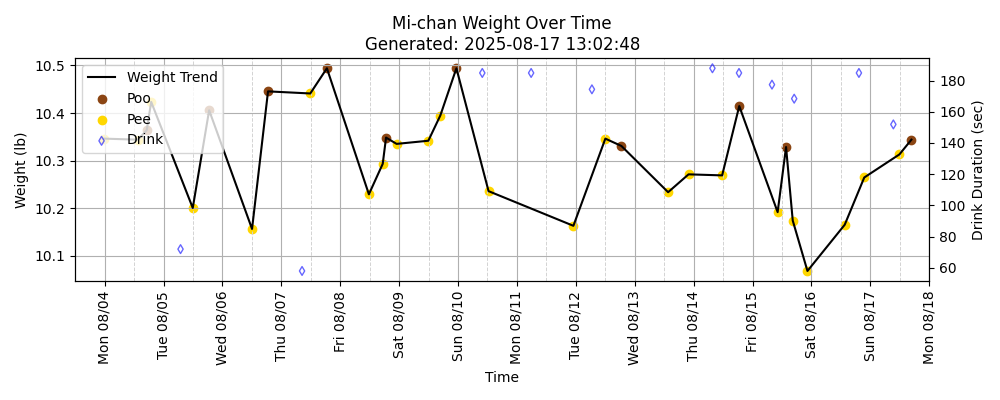 Mi-chan Weight Over Time
Generated: 2025-08-17 13:02:48
Weight (lb)
10.5
10.4
10.3
10.2
10.1
Weight Trend
Poo
Pee
Drink
180
160
140
120
100
80
60
Drink Duration (sec)
Mon 08/04
Tue 08/05
Wed 08/06
Thu 08/07
Fri 08/08
Sat 08/09
Sun 08/10
Mon 08/11
Tue 08/12
Wed 08/13
Thu 08/14
Fri 08/15
Sat 08/16
Sun 08/17
Mon 08/18
Time